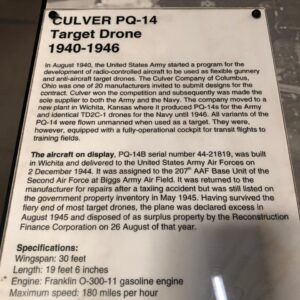 CULVER PQ-14
Target Drone
1940-1946
In August 1940, the United States Army started a program for the
development of radio-controlled aircraft to be used as flexible gunnery
and anti-aircraft target drones. The Culver Company of Columbus,
Ohio was one of 20 manufacturers invited to submit designs for the
contract. Culver won the competition and subsequently was made the
sole supplier to both the Army and the Navy. The company moved to a
new plant in Wichita, Kansas where it produced PQ-14s for the Army
and identical TD2C-1 drones for the Navy until 1946. All variants of the
PQ-14 were flown unmanned when used as a target. They were,
however, equipped with a fully-operational cockpit for transit flights to
training fields.
The aircraft on display, PQ-14B serial number 44-21819, was built
in Wichita and delivered to the United States Army Air Forces on
2 December 1944. It was assigned to the 207th AAF Base Unit of the
Second Air Force at Biggs Army Air Field. It was returned to the
manufacturer for repairs after a taxiing accident but was still listed on
the government property inventory in May 1945. Having survived the
fiery end of most target drones, the plane was declared excess in
August 1945 and disposed of as surplus property by the Reconstruction
Finance Corporation on 26 August of that year.
Specifications:
Wingspan: 30 feet
Length: 19 feet 6 inches
Engine: Franklin O-300-11 gasoline engine
Maximum speed: 180 miles per hour